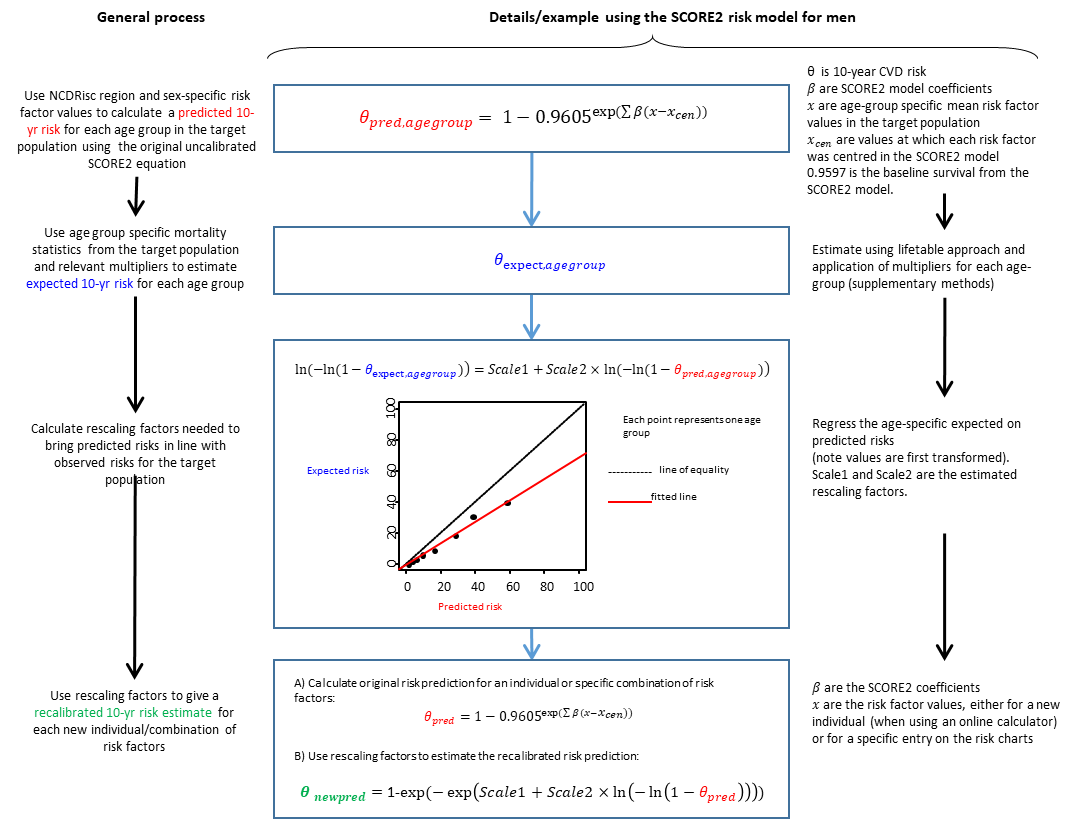 General process
Details/example using the SCORE2 risk model for men
Use NCDRisc region and sex-specific risk
factor values to calculate a predicted 10-
yr risk for each age group in the target
population using the original uncalibrated
SCORE2 equation
θpred,agegroup = 1 − 0.9605^exp(∑ β(x−xcen))
θ is 10-year CVD risk
β are SCORE2 model coefficients
x are age-group specific mean risk factor
values in the target population
xcen are values at which each risk factor
was centred in the SCORE2 model
0.9597 is the baseline survival from the
SCORE2 model.
Use age group specific mortality
statistics from the target population
and relevant multipliers to estimate
expected 10-yr risk for each age group
θexpect,agegroup
Estimate using lifetable approach and
application of multipliers for each age-
group (supplementary methods)
Calculate rescaling factors needed to
bring predicted risks in line with
observed risks for the target
population
ln(−ln(1 − θexpect,agegroup)) = Scale1 + Scale2 × ln(−ln(1 − θpred,agegroup))
Expected risk
100
80
60
40
20
0
0 20 40 60 80 100
Predicted risk
Each point represents one age
group
line of equality
fitted line
Regress the age-specific expected on
predicted risks
(note values are first transformed).
Scale1 and Scale2 are the estimated
rescaling factors.
Use rescaling factors to give a
recalibrated 10-yr risk estimate for
each new individual/combination of
risk factors
A) Calculate original risk prediction for an individual or specific combination of risk
factors:
θpred = 1 − 0.9605^exp(∑ β(x−xcen))
B) Use rescaling factors to estimate the recalibrated risk prediction:
θ newpred = 1-exp(− exp(Scale1 + Scale2 × ln(−ln(1 − θpred))))
β are the SCORE2 coefficients
x are the risk factor values, either for a new
individual (when using an online calculator)
or for a specific entry on the risk charts